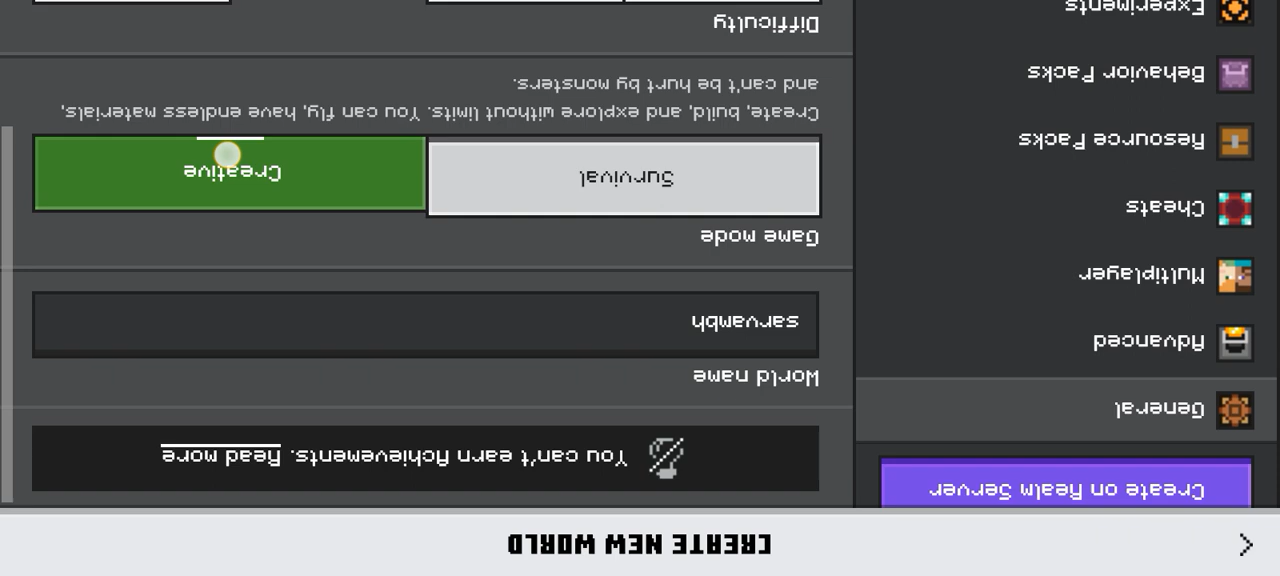 CREATE NEW WORLD
Create on Realm Server
General
Advanced
Multiplayer
Cheats
Resource Packs
Behavior Packs
Experiments
You can't earn Achievements. Read more
World name
sarvambh
Game mode
Survival
Creative
Create, build, and explore without limits. You can fly, have endless materials,
and can't be hurt by monsters.
Difficulty